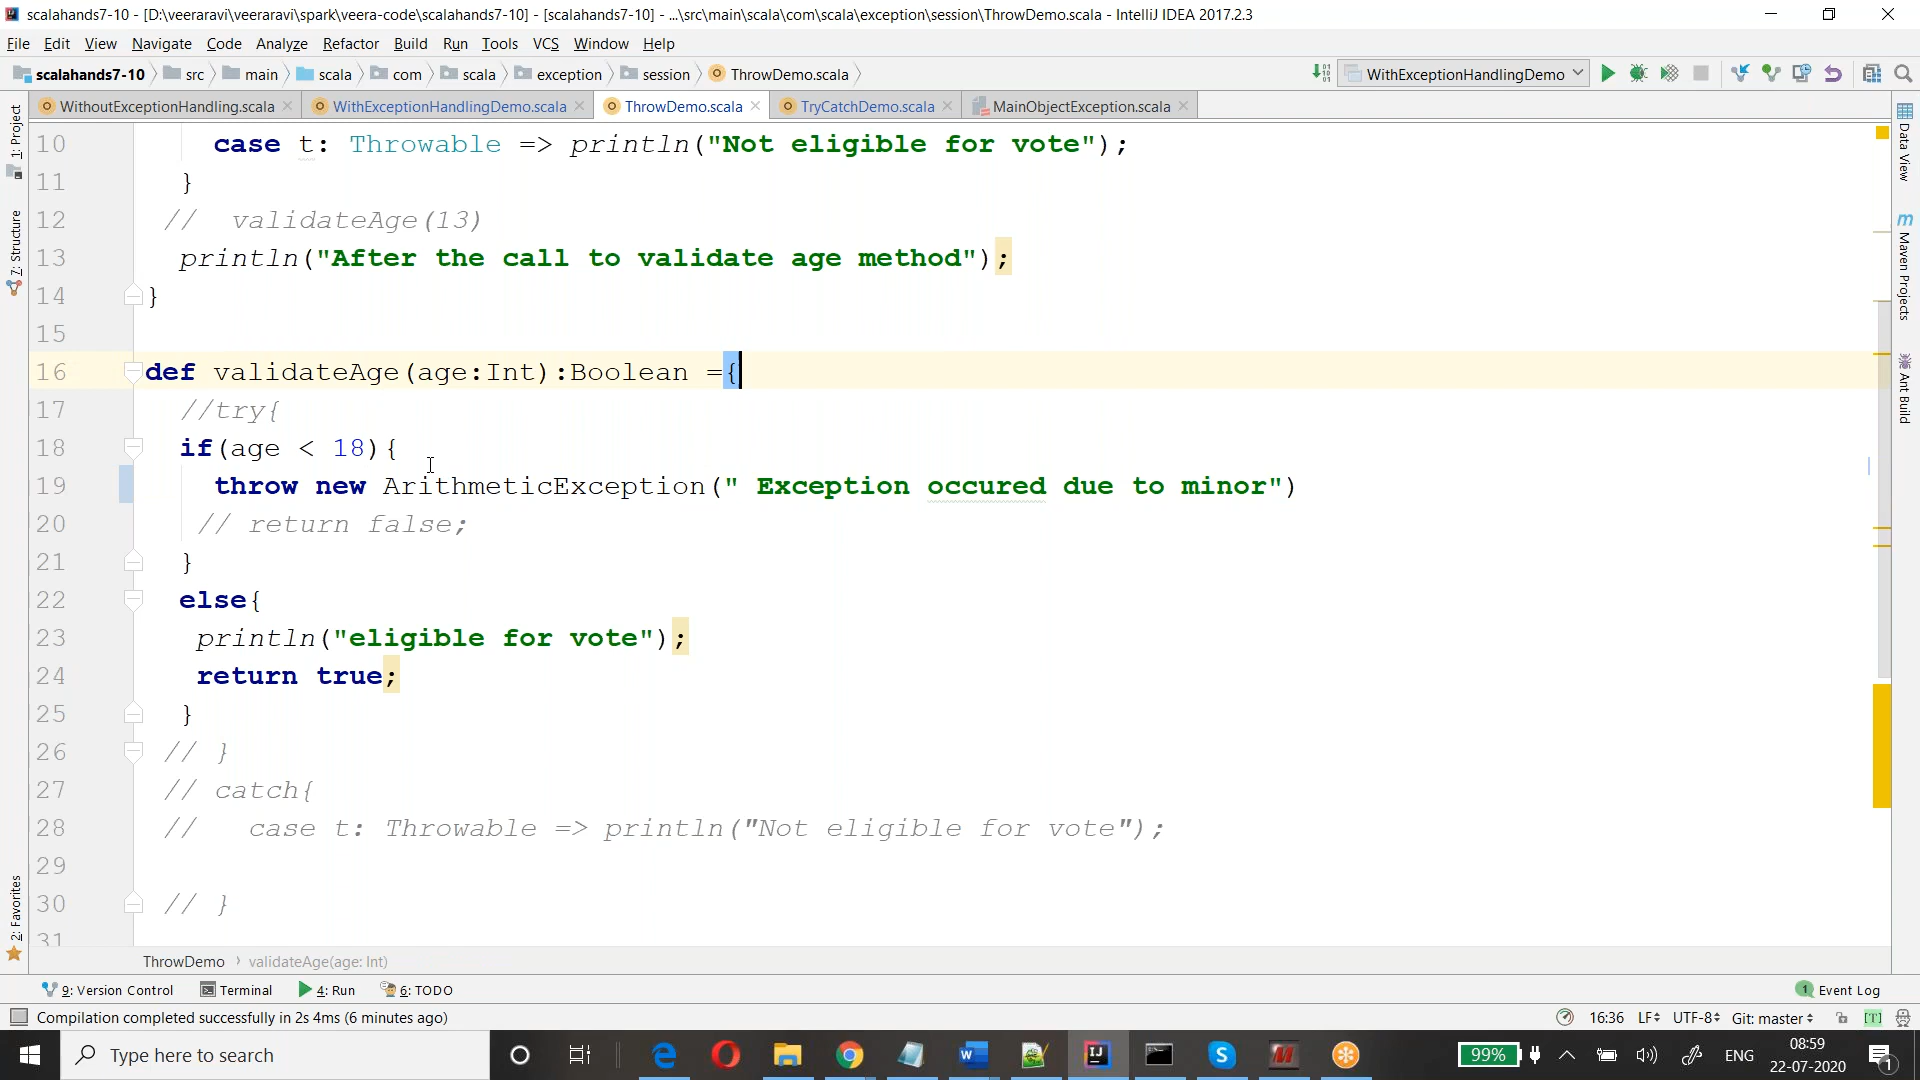 scalahands7-10 - [D:\veeraravi\veeraravi\spark\veera-code\scalahands7-10] - [scalahands7-10] - ...\src\main\scala\com\scala\exception\session\ThrowDemo.scala - IntelliJ IDEA 2017.2.3
File Edit View Navigate Code Analyze Refactor Build Run Tools VCS Window Help
scalahands7-10 src main scala com scala exception session ThrowDemo.scala WithExceptionHandlingDemo
WithoutExceptionHandling.scala WithExceptionHandlingDemo.scala ThrowDemo.scala TryCatchDemo.scala MainObjectException.scala
1: Project
7: Structure
2: Favorites
10 case t: Throwable => println("Not eligible for vote");
11 }
12 // validateAge(13)
13 println("After the call to validate age method");
14 }
15
16 def validateAge(age:Int):Boolean ={
17 //try{
18 if(age < 18){
19 throw new ArithmeticException(" Exception occured due to minor")
20 // return false;
21 }
22 else{
23 println("eligible for vote");
24 return true;
25 }
26 // }
27 // catch{
28 // case t: Throwable => println("Not eligible for vote");
29
30 // }
31
Data View
m Maven Projects
Ant Build
ThrowDemo validateAge(age: Int)
9: Version Control Terminal 4: Run 6: TODO 1 Event Log
Compilation completed successfully in 2s 4ms (6 minutes ago) 16:36 LF UTF-8 Git: master [T]
Type here to search 99% ENG 08:59
22-07-2020 1